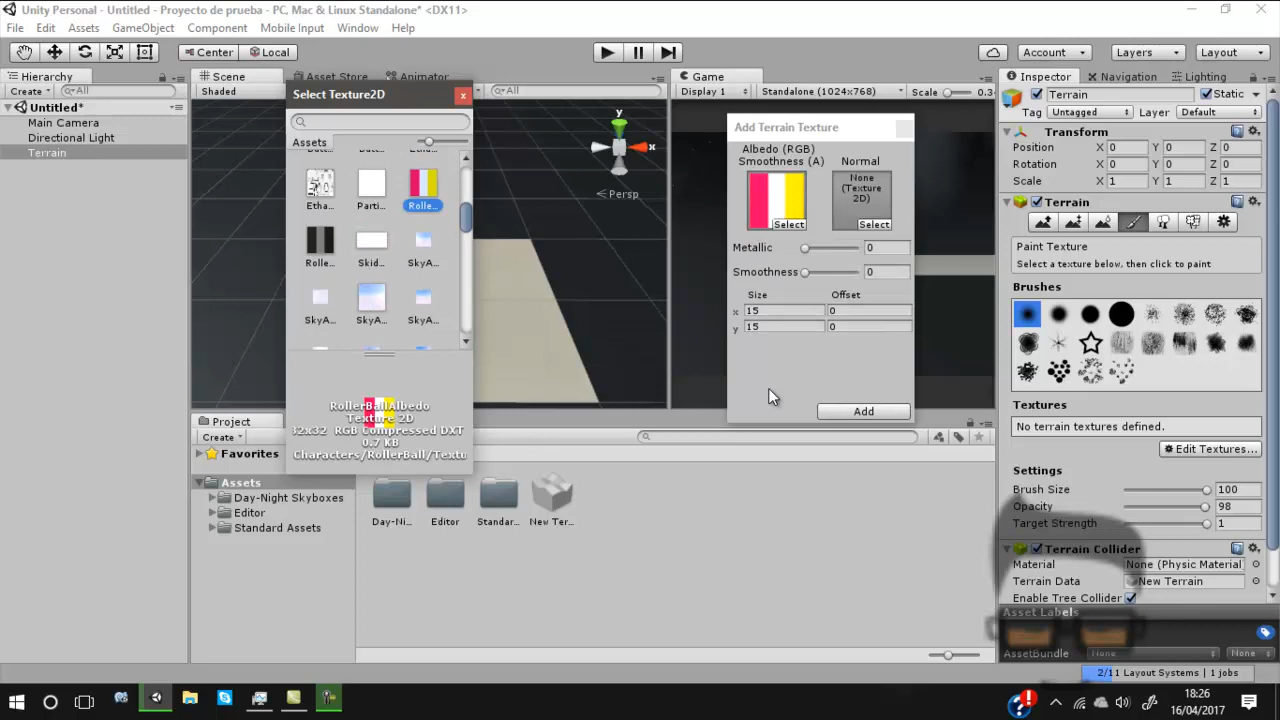 Unity Personal - Untitled - Proyecto de prueba - PC, Mac & Linux Standalone* <DX11>
File Edit Assets GameObject Component Mobile Input Window Help
Center Local
Account Layers Layout
Hierarchy
Create All
Untitled*
Main Camera
Directional Light
Terrain
Scene Asset Store Animator
Shaded All
y
x
Persp
Select Texture2D
x
Assets
Etha... Parti... Rolle...
Rolle... Skid... SkyA...
SkyA... SkyA... SkyA...
RollerBallAlbedo
Texture 2D
32x32 RGB Compressed DXT
0.7 KB
Characters/RollerBall/Textu
Game
Display 1 Standalone (1024x768) Scale 0.3
Add Terrain Texture
Albedo (RGB)
Smoothness (A) Normal
None
(Texture
2D)
Select Select
Metallic 0
Smoothness 0
Size Offset
x 15 0
y 15 0
Add
Project
Create
Favorites
Assets
Day-Night Skyboxes
Editor
Standard Assets
Day-Ni... Editor Standar... New Ter...
Inspector Navigation Lighting
Terrain Static
Tag Untagged Layer Default
Transform
Position X 0 Y 0 Z 0
Rotation X 0 Y 0 Z 0
Scale X 1 Y 1 Z 1
Terrain
Paint Texture
Select a texture below, then click to paint
Brushes
Textures
No terrain textures defined.
Edit Textures...
Settings
Brush Size 100
Opacity 98
Target Strength 1
Terrain Collider
Material None (Physic Material)
Terrain Data New Terrain
Enable Tree Collider
Asset Labels
AssetBundle None None
2/11 Layout Systems | 1 jobs
18:26
16/04/2017